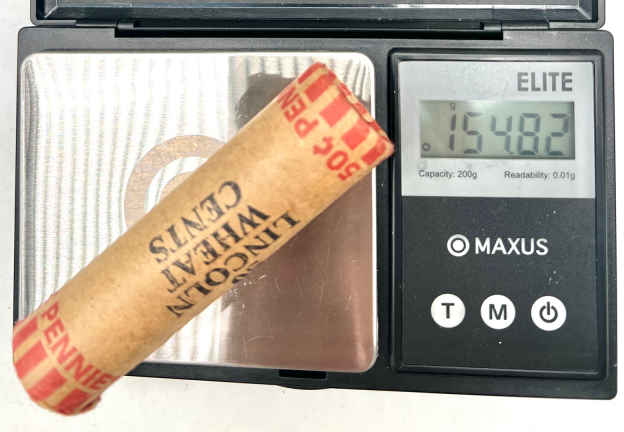 50¢ PEN
LINCOLN
WHEAT
CENTS
PENNIE
ELITE
154.82
Capacity: 200g
Readability: 0.01g
MAXUS
T
M